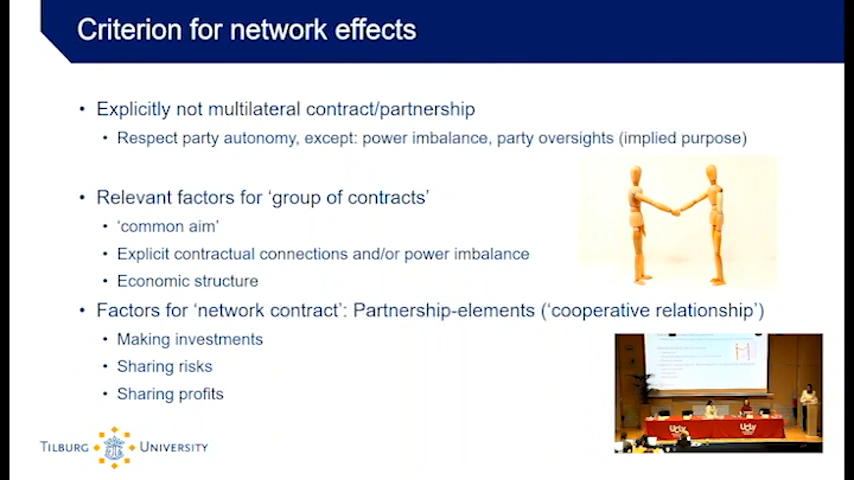 Criterion for network effects
• Explicitly not multilateral contract/partnership
• Respect party autonomy, except: power imbalance, party oversights (implied purpose)
• Relevant factors for ‘group of contracts’
• ‘common aim’
• Explicit contractual connections and/or power imbalance
• Economic structure
• Factors for ‘network contract’: Partnership-elements (‘cooperative relationship’)
• Making investments
• Sharing risks
• Sharing profits
TILBURG UNIVERSITY